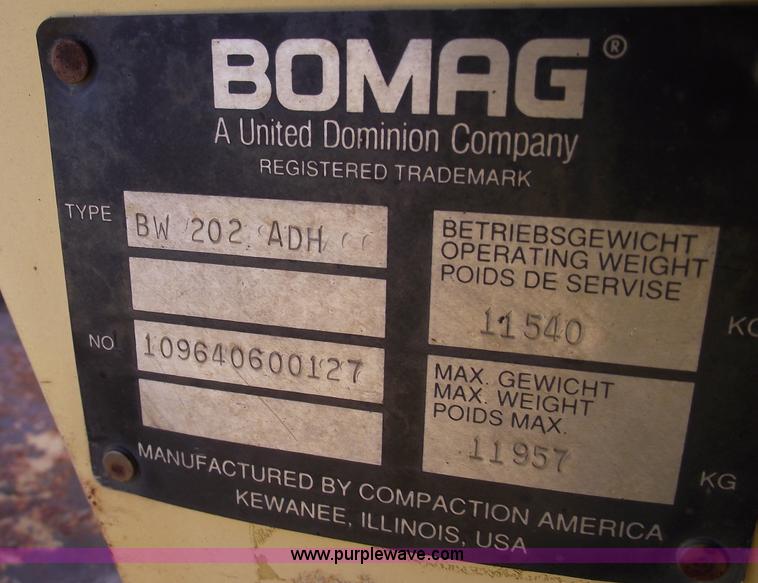 BOMAG®
A United Dominion Company
REGISTERED TRADEMARK
TYPE BW 202 ADH
NO 109640600127
BETRIEBSGEWICHT
OPERATING WEIGHT
POIDS DE SERVISE
11540 KG
MAX. GEWICHT
MAX. WEIGHT
POIDS MAX.
11957 KG
MANUFACTURED BY COMPACTION AMERICA
KEWANEE, ILLINOIS, USA
www.purplewave.com